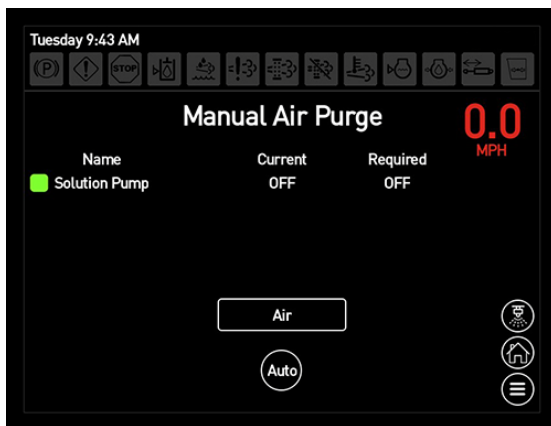 Tuesday 9:43 AM
(P) STOP
Manual Air Purge
0.0
MPH
Name Current Required
Solution Pump OFF OFF
Air
Auto